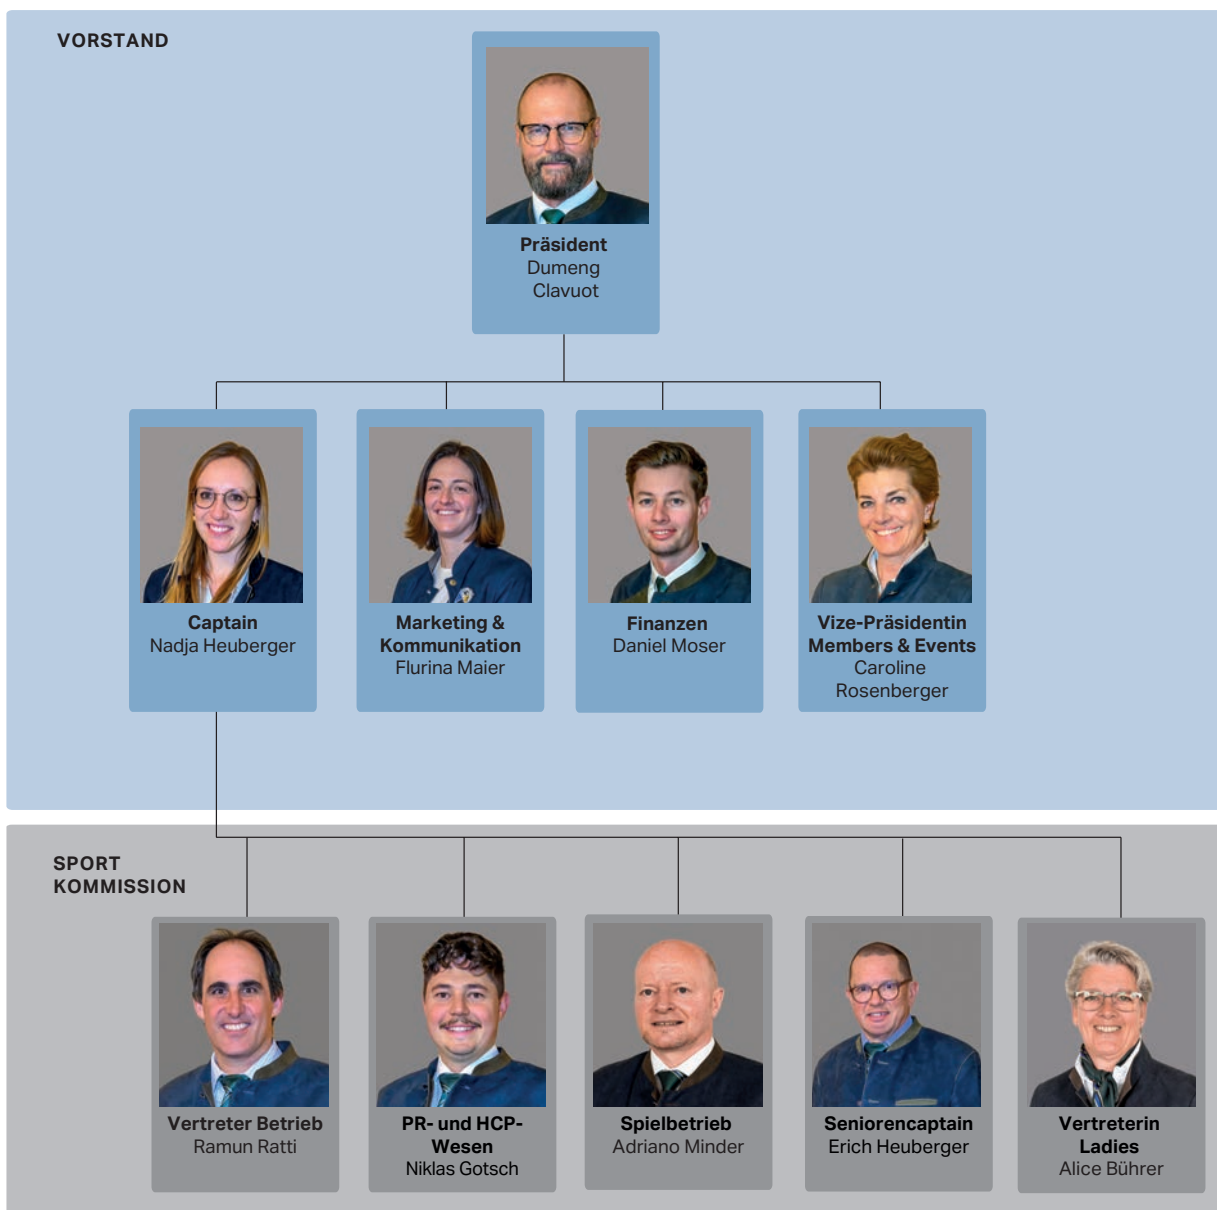 VORSTAND
Präsident
Dumeng
Clavuot
Captain
Nadja Heuberger
Marketing &
Kommunikation
Flurina Maier
Finanzen
Daniel Moser
Vize-Präsidentin
Members & Events
Caroline
Rosenberger
SPORT
KOMMISSION
Vertreter Betrieb
Ramun Ratti
PR- und HCP-
Wesen
Niklas Gotsch
Spielbetrieb
Adriano Minder
Seniorencaptain
Erich Heuberger
Vertreterin
Ladies
Alice Bührer